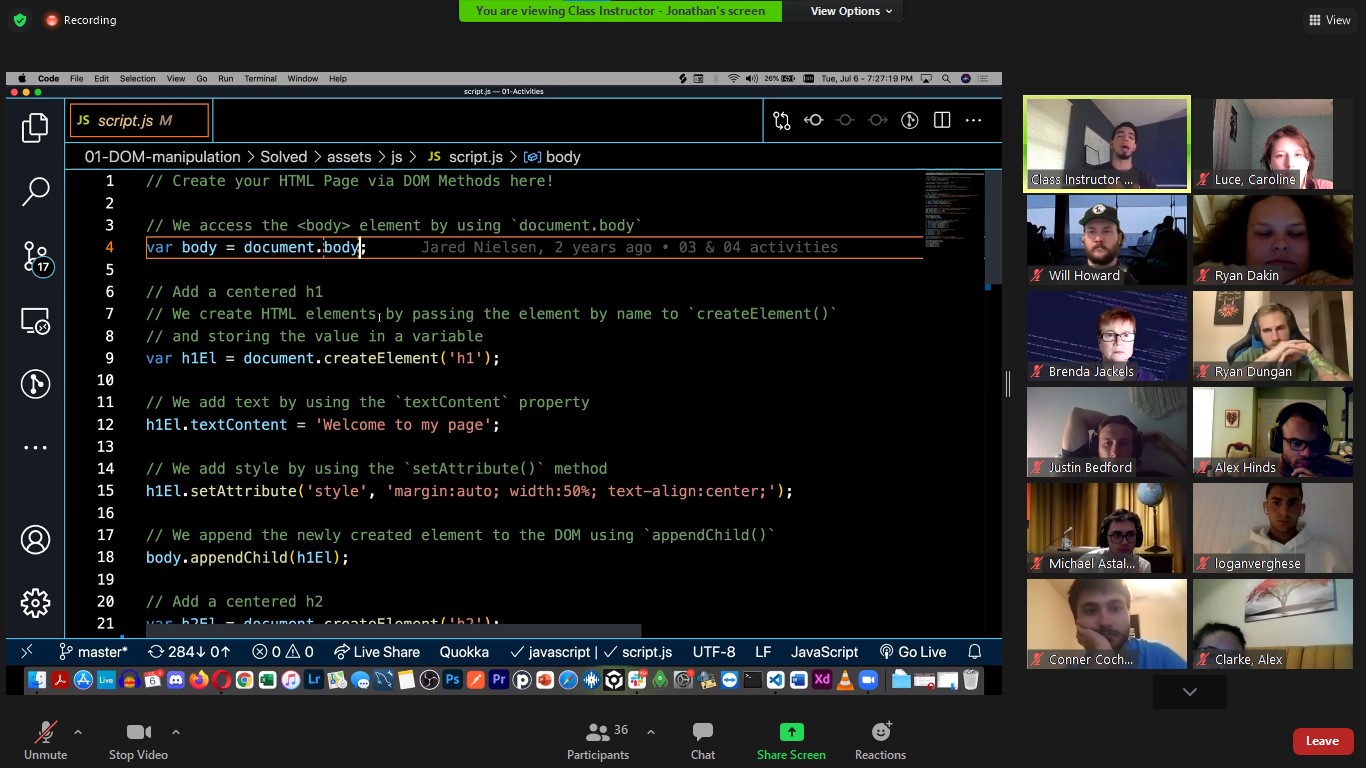 Recording
You are viewing Class Instructor - Jonathan's screen
View Options
View
Code File Edit Selection View Go Run Terminal Window Help
26% Tue, Jul 6 - 7:27:19 PM
script.js — 01-Activities
JS script.js M
01-DOM-manipulation > Solved > assets > js > JS script.js > body
1 // Create your HTML Page via DOM Methods here!
2
3 // We access the <body> element by using `document.body`
4 var body = document.body; Jared Nielsen, 2 years ago • 03 & 04 activities
5
6 // Add a centered h1
7 // We create HTML elements by passing the element by name to `createElement()`
8 // and storing the value in a variable
9 var h1El = document.createElement('h1');
10
11 // We add text by using the `textContent` property
12 h1El.textContent = 'Welcome to my page';
13
14 // We add style by using the `setAttribute()` method
15 h1El.setAttribute('style', 'margin:auto; width:50%; text-align:center;');
16
17 // We append the newly created element to the DOM using `appendChild()`
18 body.appendChild(h1El);
19
20 // Add a centered h2
21 var h2El = document.createElement('h2');
17
master* 284↓ 0↑ 0 0 Live Share Quokka javascript | script.js UTF-8 LF JavaScript Go Live
Live 6 Lr Ps Pr Xd
Class Instructor ...
Luce, Caroline
Will Howard
Ryan Dakin
Brenda Jackels
Ryan Dungan
Justin Bedford
Alex Hinds
Michael Astal...
loganverghese
Conner Coch...
Clarke, Alex
Unmute
Stop Video
36
Participants
Chat
Share Screen
Reactions
Leave